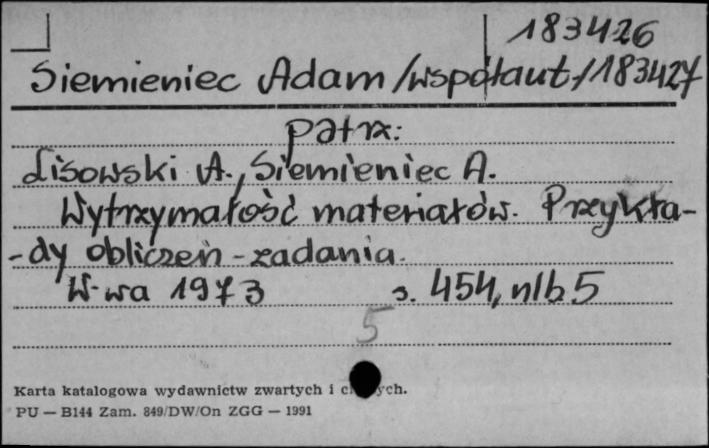 183426
Siemieniec Adam /współaut./ 183427
patrz:
Lisowski A., Siemieniec A.
Wytrzymałość materiałów. Przykła-
-dy obliczeń - zadania.
W-wa 1973 s. 454, nlb 5
5
Karta katalogowa wydawnictw zwartych i ch.
PU — B144 Zam. 849/DW/On ZGG — 1991